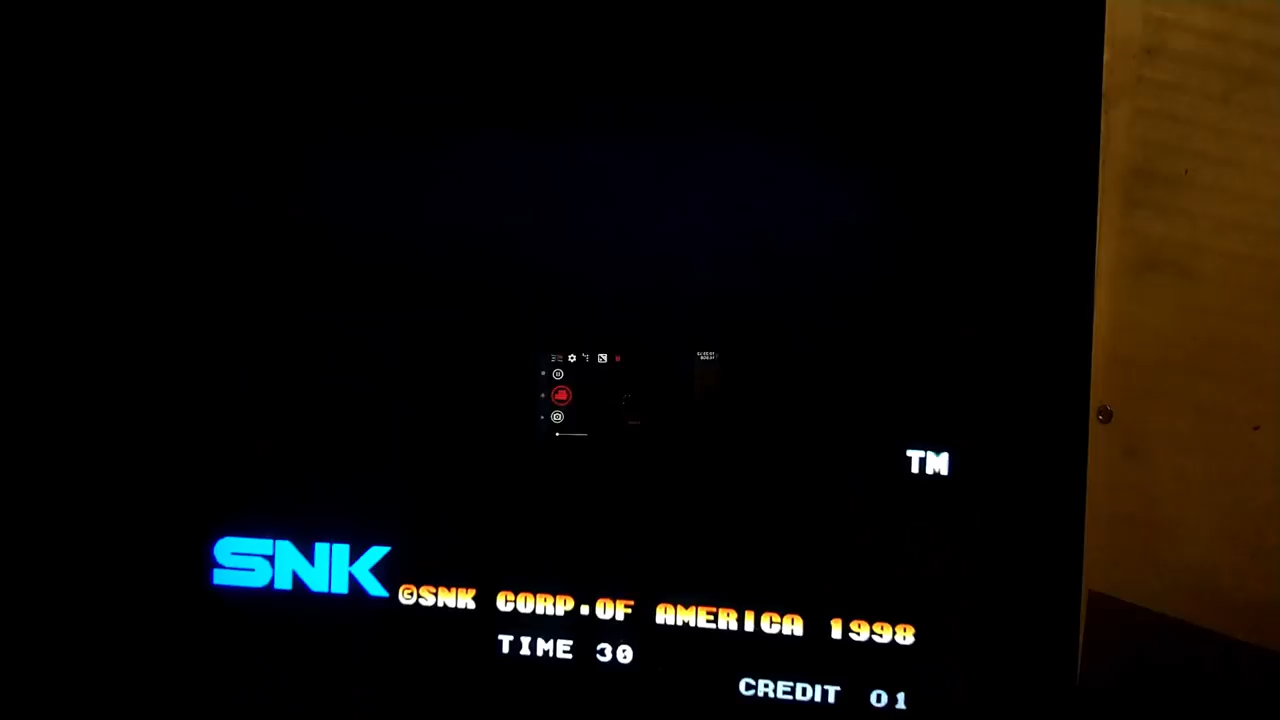 TM
SNK
©SNK CORP.OF AMERICA 1998
TIME 30
CREDIT 01